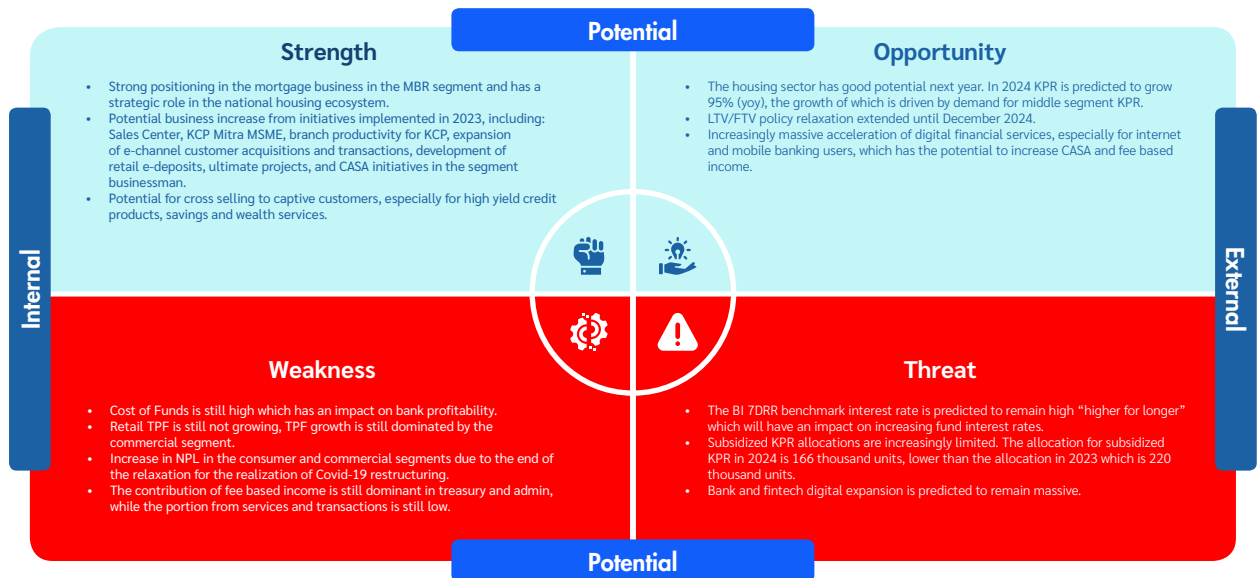 Potential
Strength
• Strong positioning in the mortgage business in the MBR segment and has a
strategic role in the national housing ecosystem.
• Potential business increase from initiatives implemented in 2023, including:
Sales Center, KCP Mitra MSME, branch productivity for KCP, expansion
of e-channel customer acquisitions and transactions, development of
retail e-deposits, ultimate projects, and CASA initiatives in the segment
businessman.
• Potential for cross selling to captive customers, especially for high yield credit
products, savings and wealth services.
Opportunity
• The housing sector has good potential next year. In 2024 KPR is predicted to grow
95% (yoy), the growth of which is driven by demand for middle segment KPR.
• LTV/FTV policy relaxation extended until December 2024.
• Increasingly massive acceleration of digital financial services, especially for internet
and mobile banking users, which has the potential to increase CASA and fee based
income.
Internal
External
Weakness
• Cost of Funds is still high which has an impact on bank profitability.
• Retail TPF is still not growing, TPF growth is still dominated by the
commercial segment.
• Increase in NPL in the consumer and commercial segments due to the end of
the relaxation for the realization of Covid-19 restructuring.
• The contribution of fee based income is still dominant in treasury and admin,
while the portion from services and transactions is still low.
Threat
• The BI 7DRR benchmark interest rate is predicted to remain high “higher for longer”
which will have an impact on increasing fund interest rates.
• Subsidized KPR allocations are increasingly limited. The allocation for subsidized
KPR in 2024 is 166 thousand units, lower than the allocation in 2023 which is 220
thousand units.
• Bank and fintech digital expansion is predicted to remain massive.
Potential